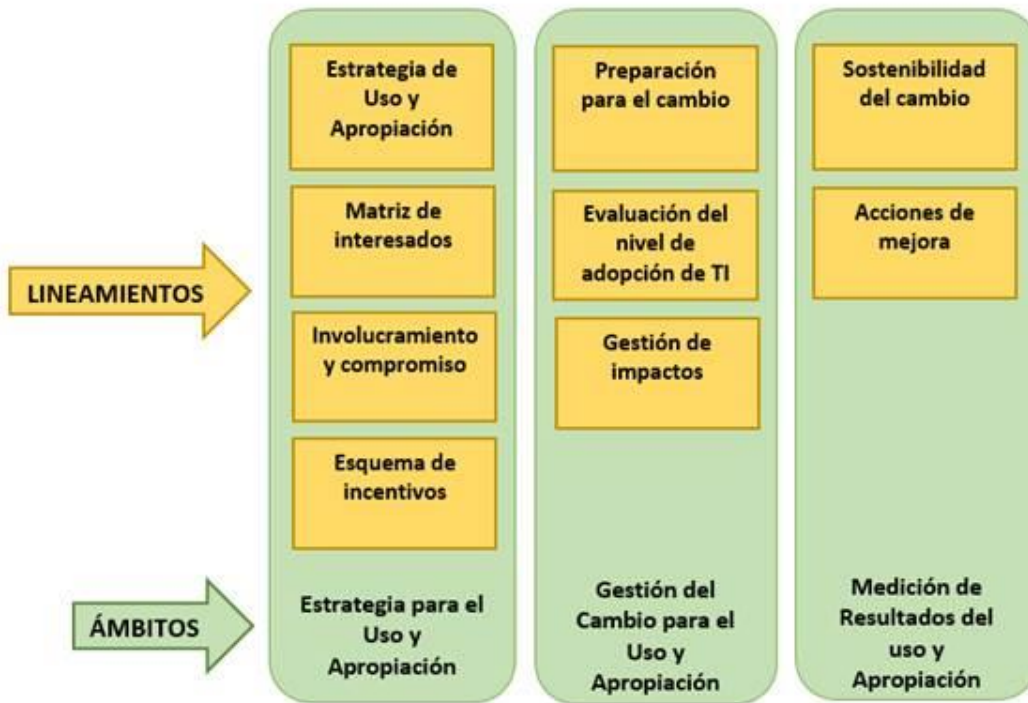 Estrategia de
Uso y
Apropiación
Matriz de
interesados
Involucramiento
y compromiso
Esquema de
incentivos
Estrategia para el
Uso y
Apropiación
Preparación
para el cambio
Evaluación del
nivel de
adopción de TI
Gestión de
impactos
Gestión del
Cambio para el
Uso y
Apropiación
Sostenibilidad
del cambio
Acciones de
mejora
Medición de
Resultados del
uso y
Apropiación
LINEAMIENTOS
ÁMBITOS